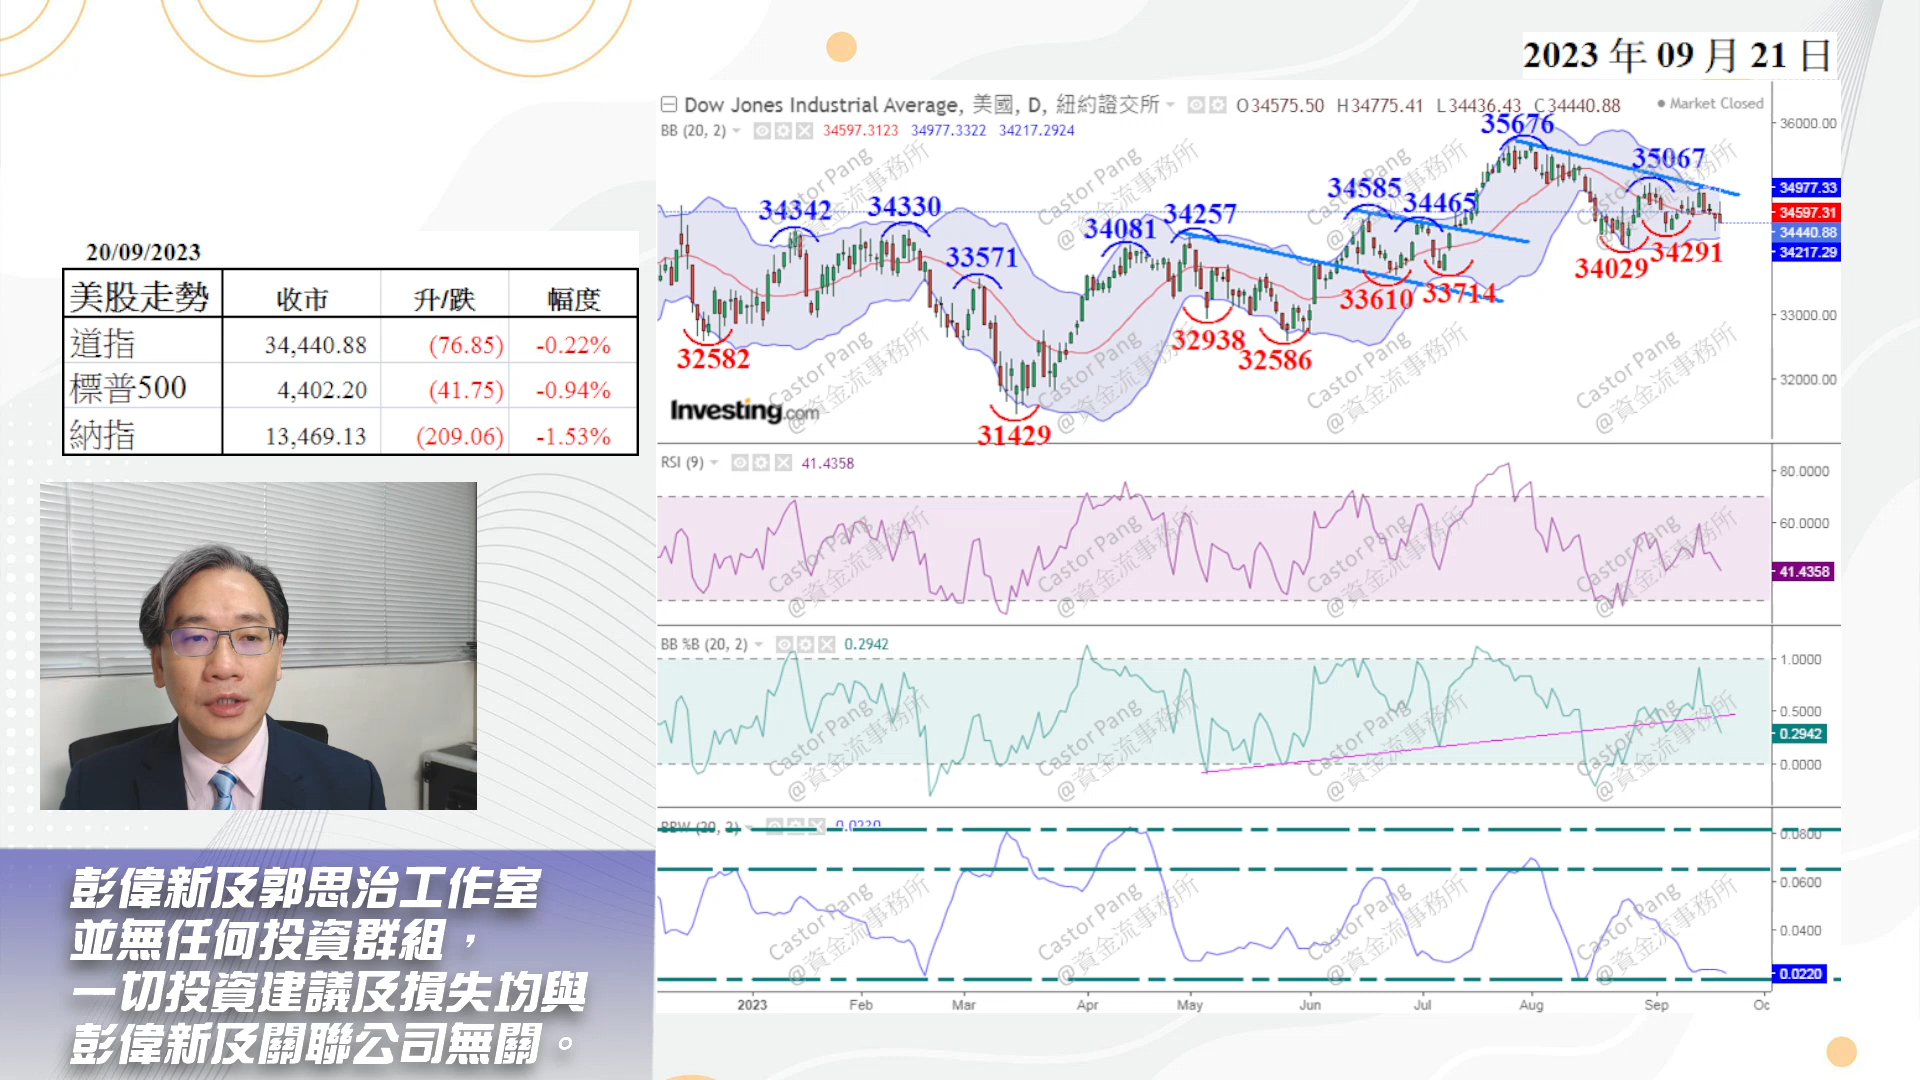 2023 年 09 月 21 日
20/09/2023
美股走勢 收市 升/跌 幅度
道指 34,440.88 (76.85) -0.22%
標普500 4,402.20 (41.75) -0.94%
納指 13,469.13 (209.06) -1.53%
彭偉新及郭思治工作室
並無任何投資群組，
一切投資建議及損失均與
彭偉新及關聯公司無關。
Dow Jones Industrial Average, 美國, D, 紐約證交所 O34575.50 H34775.41 L34436.43 C34440.88 Market Closed
BB (20, 2) 34597.3123 34977.3322 34217.2924
35676
35067
34585
34465
34342
34330
34257
34081
33571
34291
34029
33610
33714
32938
32586
32582
31429
36000.00
34977.33
34597.31
34440.88
34217.29
33000.00
32000.00
Investing.com
Castor Pang
@資金流事務所
RSI (9) 41.4358
80.0000
60.0000
41.4358
BB %B (20, 2) 0.2942
1.0000
0.5000
0.2942
0.0000
BBW (20, 2) 0.0220
0.0800
0.0600
0.0400
0.0220
2023 Feb Mar Apr May Jun Jul Aug Sep Oc